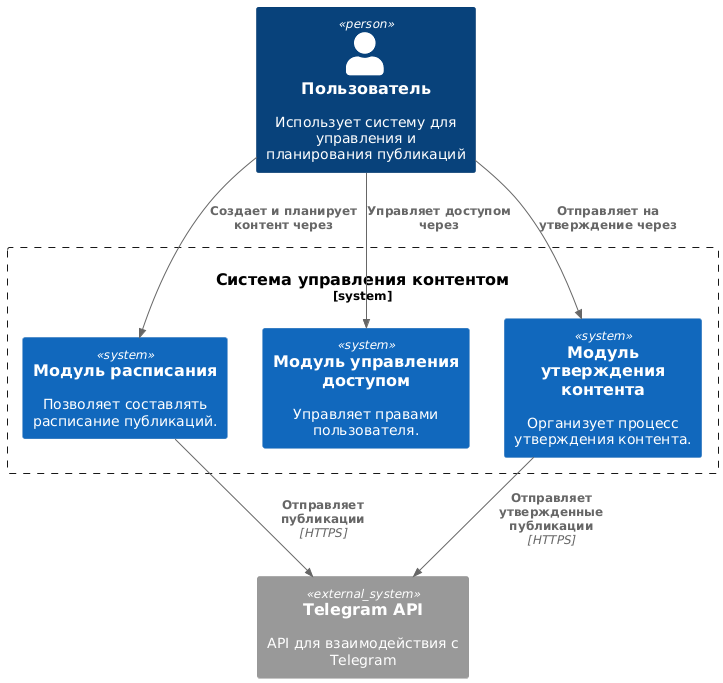 «person»
Пользователь
Использует систему для
управления и
планирования публикаций
Создает и планирует
контент через
Управляет доступом
через
Отправляет на
утверждение через
Система управления контентом
[system]
«system»
Модуль расписания
Позволяет составлять
расписание публикаций.
«system»
Модуль управления
доступом
Управляет правами
пользователя.
«system»
Модуль
утверждения
контента
Организует процесс
утверждения контента.
Отправляет
публикации
[HTTPS]
Отправляет
утвержденные
публикации
[HTTPS]
«external_system»
Telegram API
API для взаимодействия с
Telegram